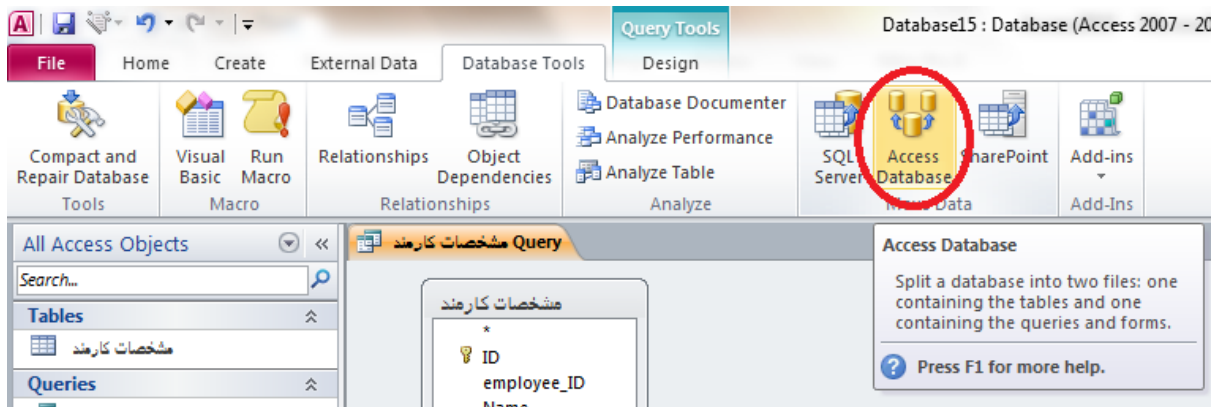 Query Tools
Database15 : Database (Access 2007 - 20
File
Home
Create
External Data
Database Tools
Design
Compact and
Repair Database
Visual
Basic
Run
Macro
Relationships
Object
Dependencies
Database Documenter
Analyze Performance
Analyze Table
SQL
Server
Access
Database
SharePoint
Add-ins
Tools
Macro
Relationships
Analyze
Move Data
Add-Ins
All Access Objects
Search...
Tables
مشخصات کارمند
Queries
مشخصات کارمند Query
مشخصات کارمند
*
ID
employee_ID
Name
Access Database
Split a database into two files: one
containing the tables and one
containing the queries and forms.
Press F1 for more help.